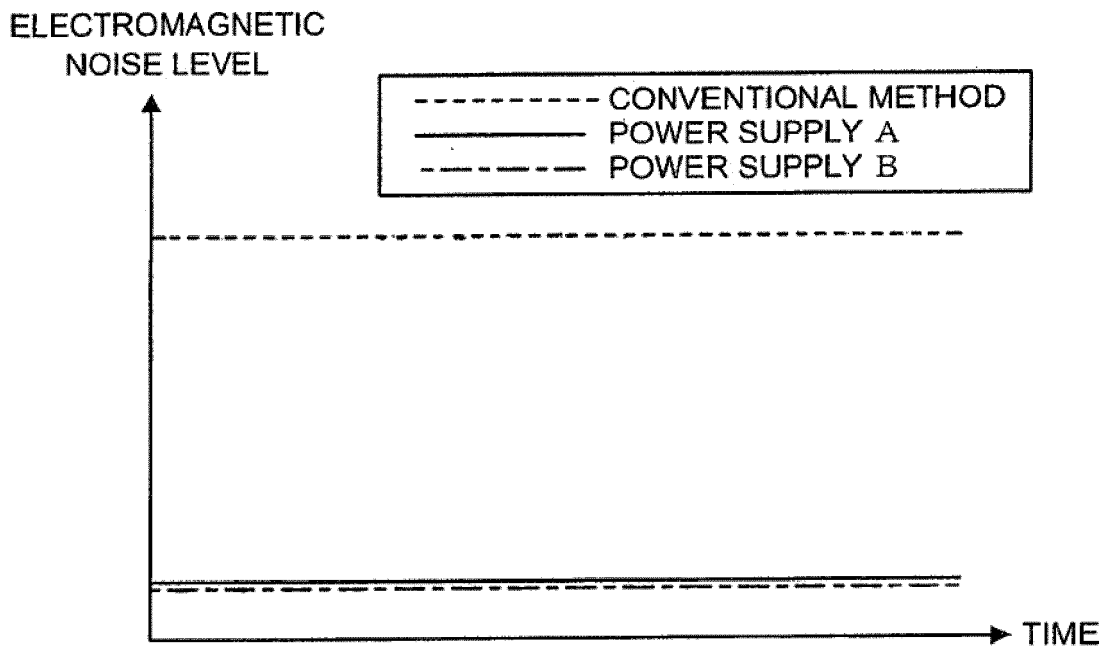 ELECTROMAGNETIC
NOISE LEVEL
CONVENTIONAL METHOD
POWER SUPPLY A
POWER SUPPLY B
TIME